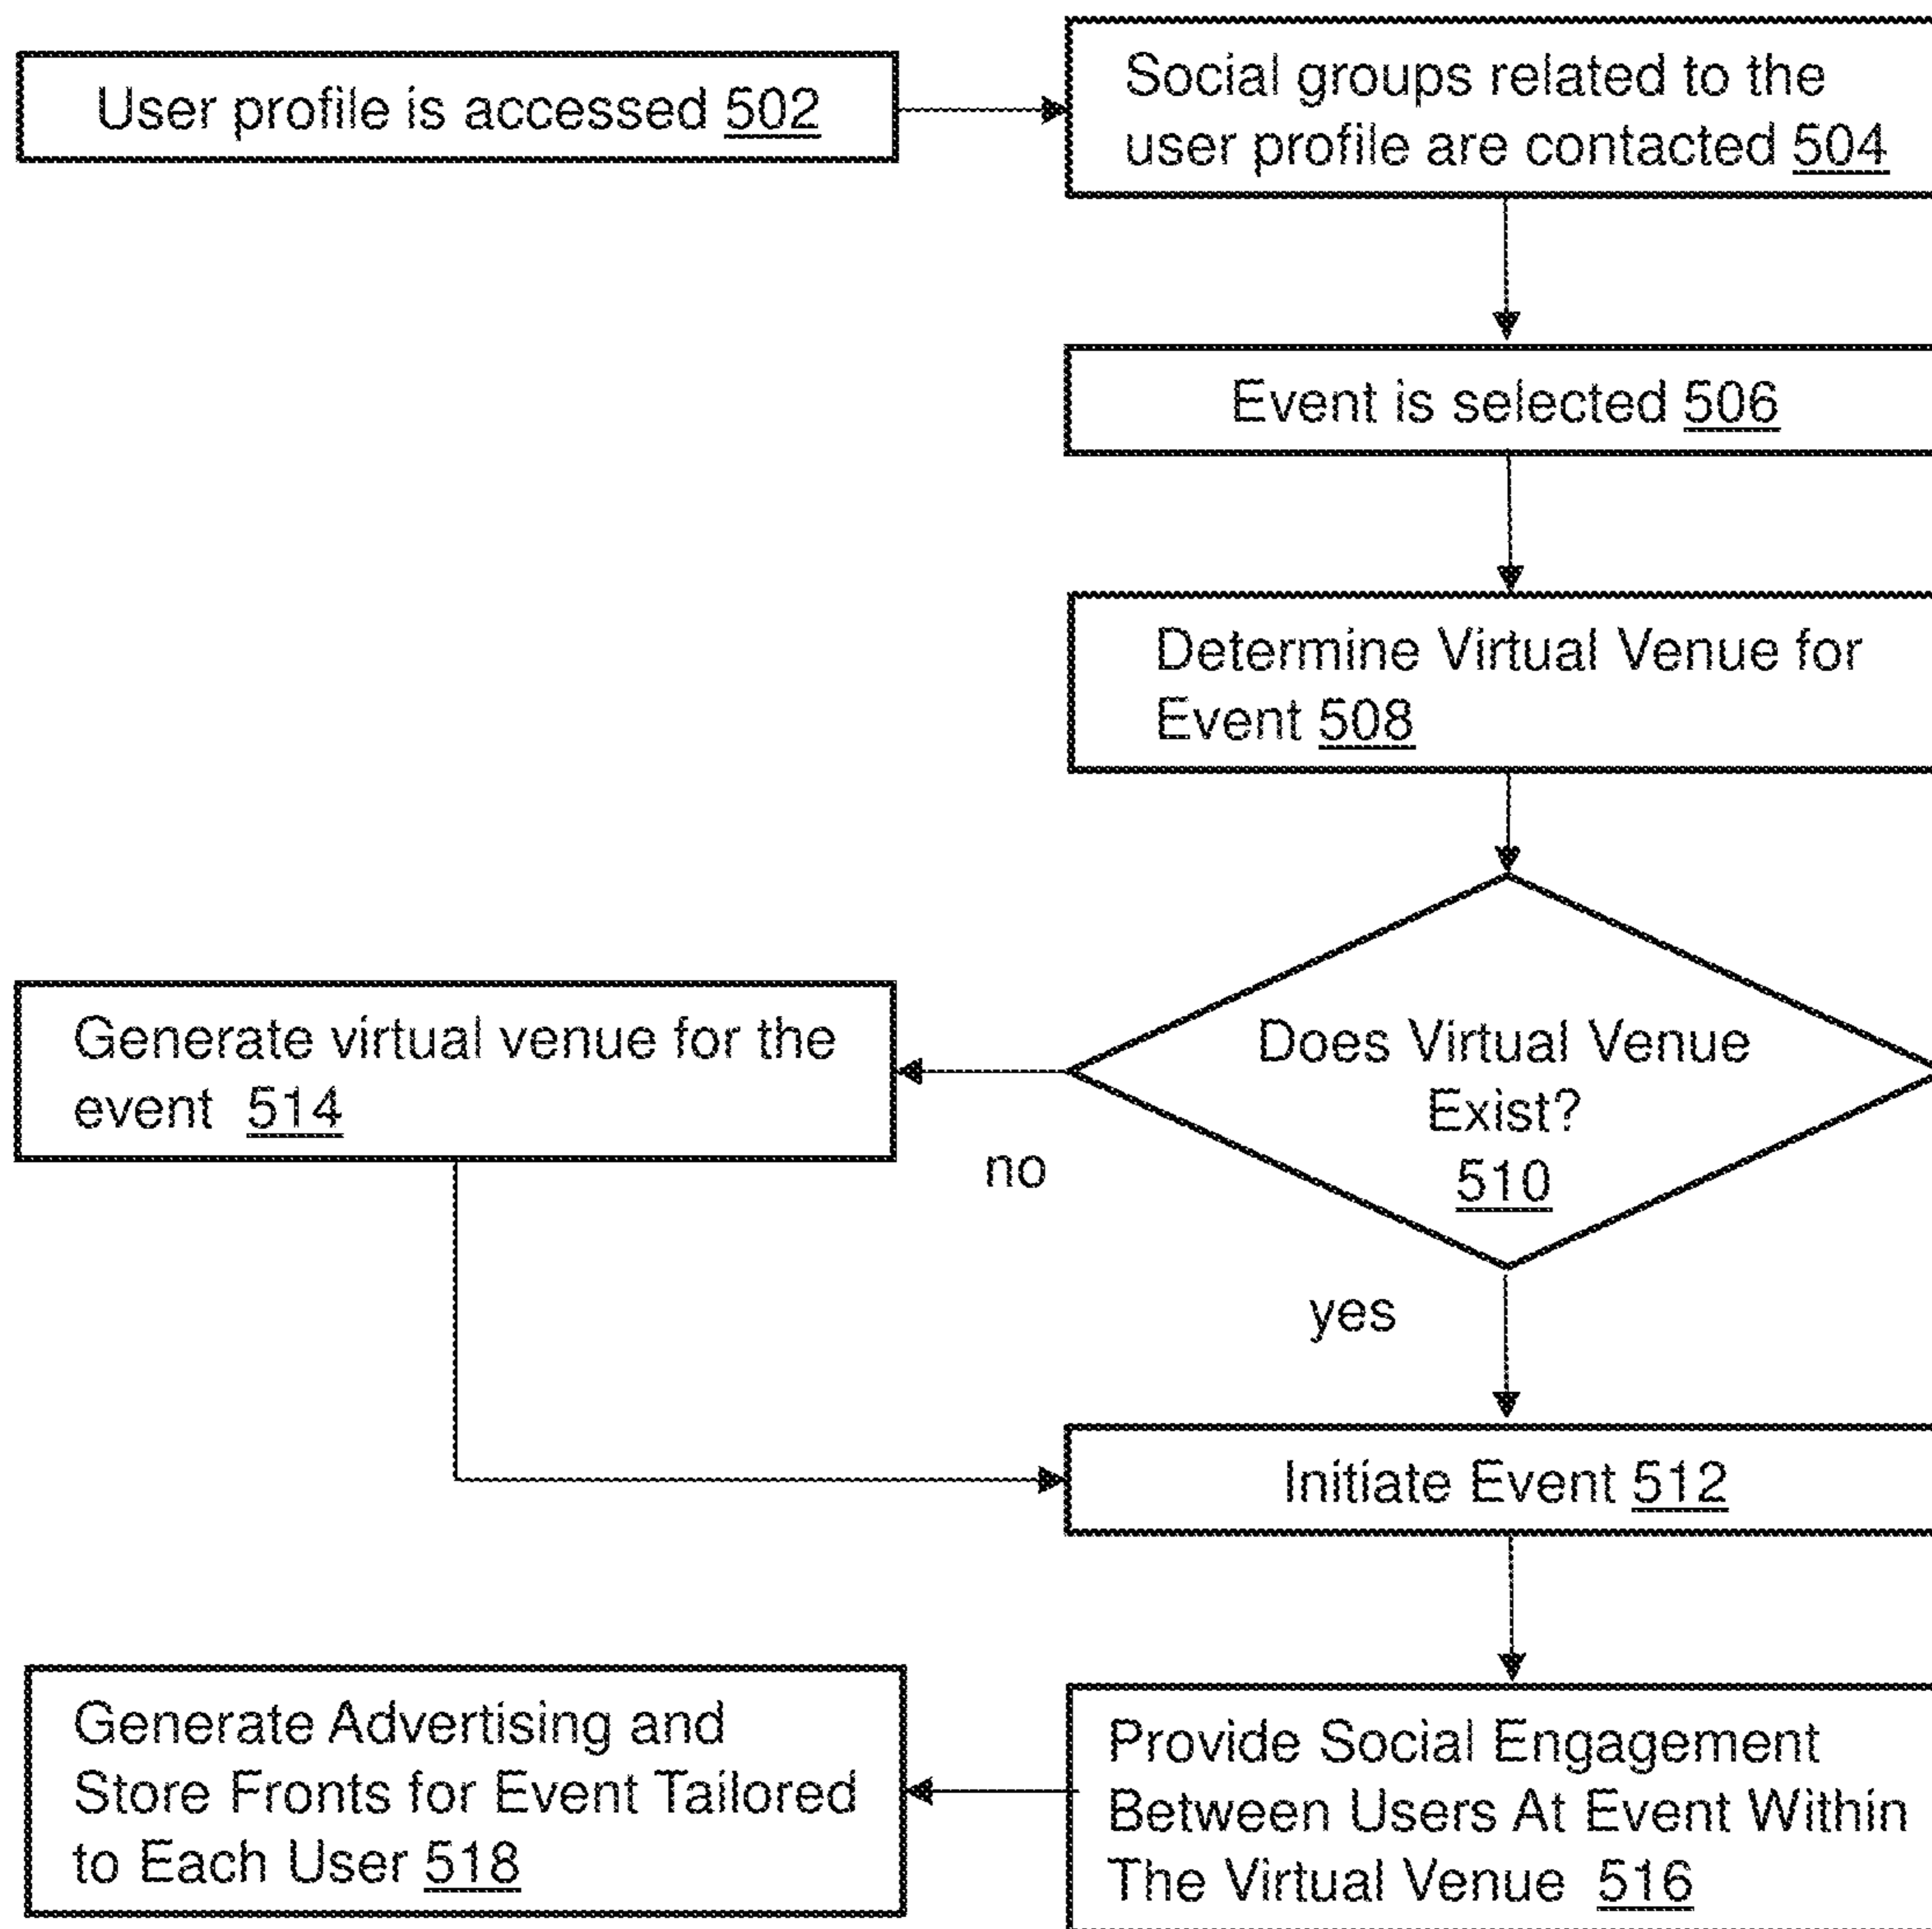 User profile is accessed 502
Social groups related to the
user profile are contacted 504
Event is selected 506
Determine Virtual Venue for
Event 508
Does Virtual Venue
Exist?
510
no
Generate virtual venue for the
event 514
yes
Initiate Event 512
Provide Social Engagement
Between Users At Event Within
The Virtual Venue 516
Generate Advertising and
Store Fronts for Event Tailored
to Each User 518